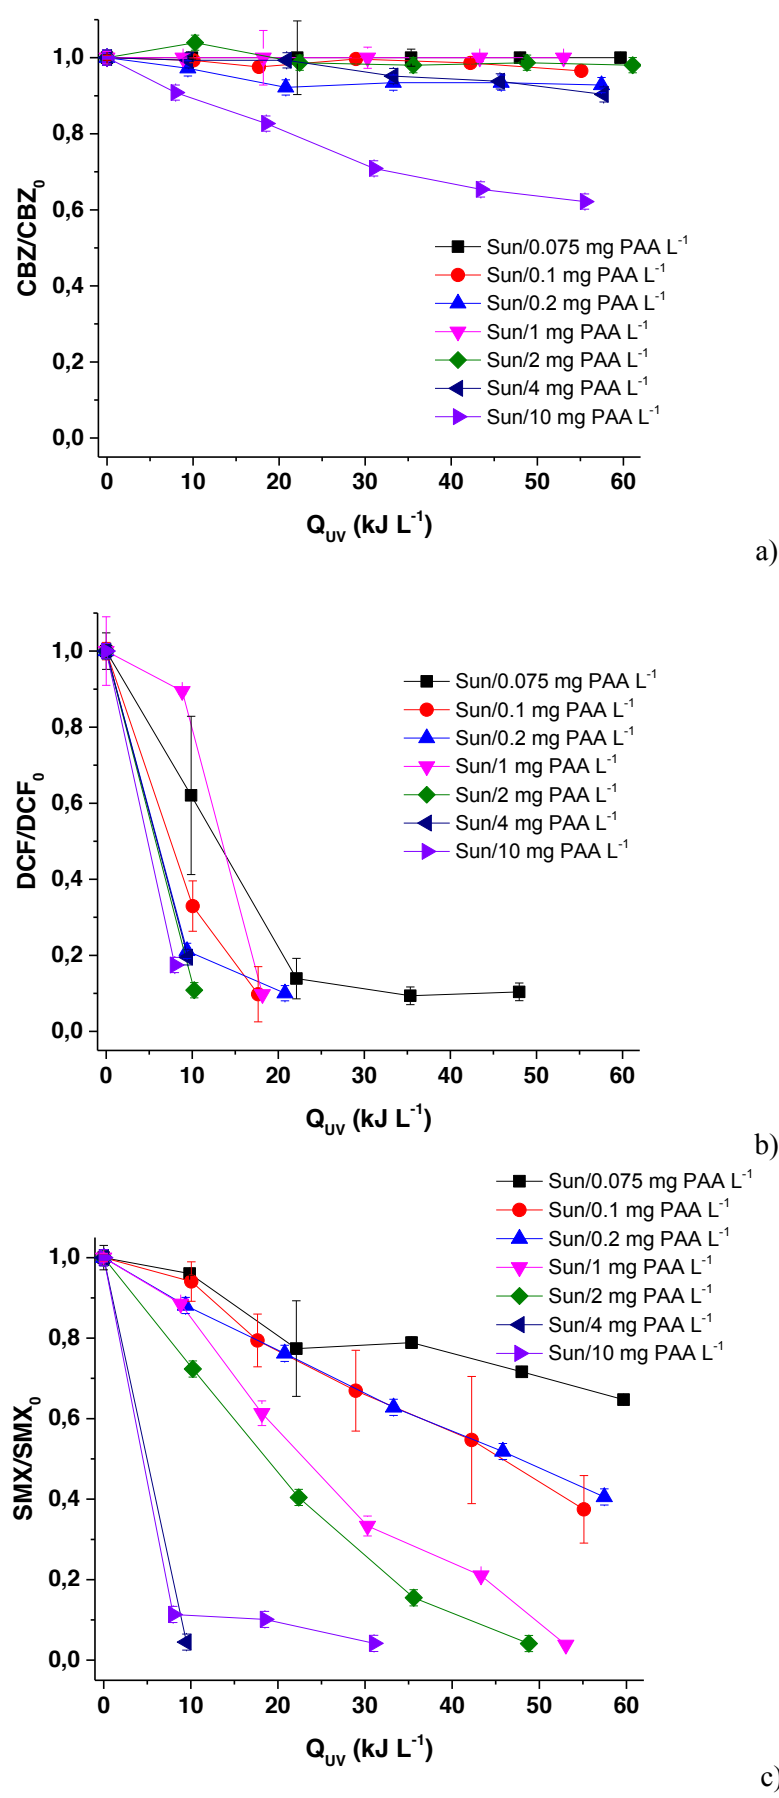 1,0
0,8
0,6
0,4
0,2
0,0
CBZ/CBZ₀
Sun/0.075 mg PAA L⁻¹
Sun/0.1 mg PAA L⁻¹
Sun/0.2 mg PAA L⁻¹
Sun/1 mg PAA L⁻¹
Sun/2 mg PAA L⁻¹
Sun/4 mg PAA L⁻¹
Sun/10 mg PAA L⁻¹
0 10 20 30 40 50 60
Q_UV (kJ L⁻¹)
a)
1,0
0,8
0,6
0,4
0,2
0,0
DCF/DCF₀
Sun/0.075 mg PAA L⁻¹
Sun/0.1 mg PAA L⁻¹
Sun/0.2 mg PAA L⁻¹
Sun/1 mg PAA L⁻¹
Sun/2 mg PAA L⁻¹
Sun/4 mg PAA L⁻¹
Sun/10 mg PAA L⁻¹
0 10 20 30 40 50 60
Q_UV (kJ L⁻¹)
b)
Sun/0.075 mg PAA L⁻¹
Sun/0.1 mg PAA L⁻¹
Sun/0.2 mg PAA L⁻¹
Sun/1 mg PAA L⁻¹
Sun/2 mg PAA L⁻¹
Sun/4 mg PAA L⁻¹
Sun/10 mg PAA L⁻¹
1,0
0,8
0,6
0,4
0,2
0,0
SMX/SMX₀
0 10 20 30 40 50 60
Q_UV (kJ L⁻¹)
c)